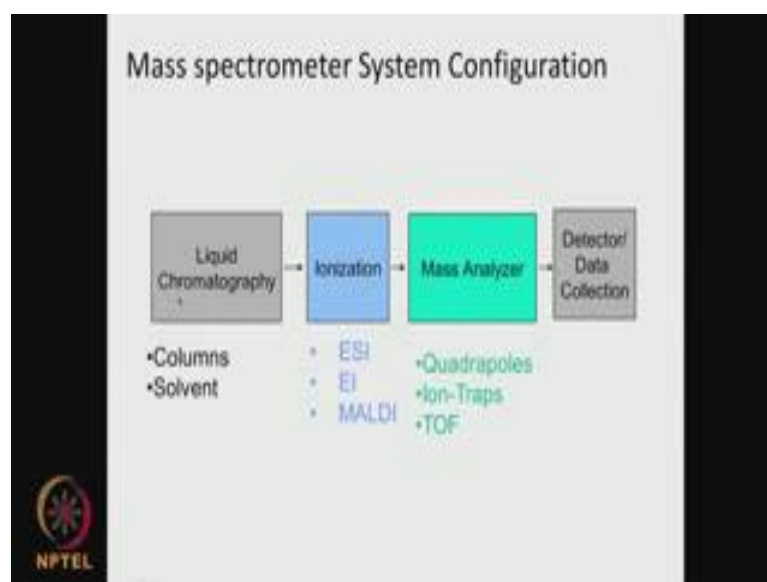 Mass spectrometer System Configuration
Liquid
Chromatography
Ionization
Mass Analyzer
Detector/
Data
Collection
•Columns
•Solvent
• ESI
• EI
• MALDI
•Quadrapoles
•Ion-Traps
•TOF
NPTEL